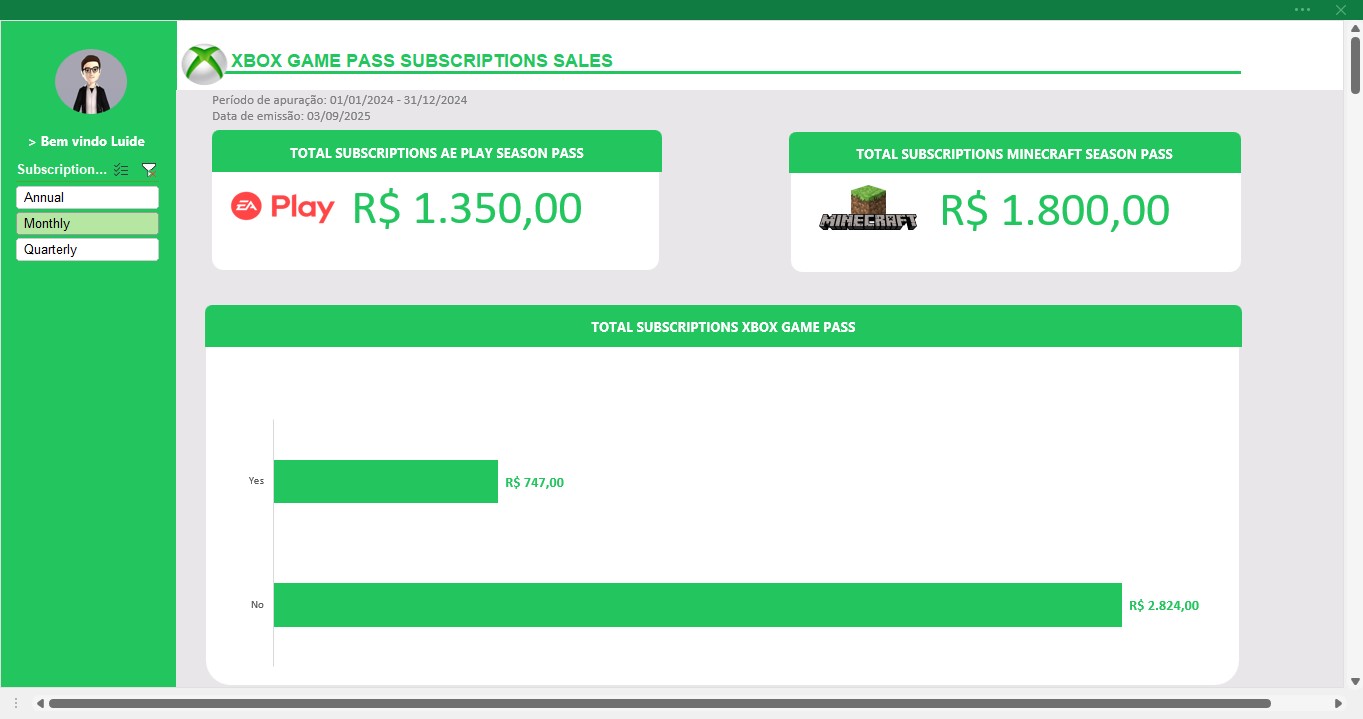 XBOX GAME PASS SUBSCRIPTIONS SALES
Período de apuração: 01/01/2024 - 31/12/2024
Data de emissão: 03/09/2025
> Bem vindo Luide
Subscription...
Annual
Monthly
Quarterly
TOTAL SUBSCRIPTIONS AE PLAY SEASON PASS
EA Play R$ 1.350,00
TOTAL SUBSCRIPTIONS MINECRAFT SEASON PASS
MINECRAFT R$ 1.800,00
TOTAL SUBSCRIPTIONS XBOX GAME PASS
Yes R$ 747,00
No R$ 2.824,00